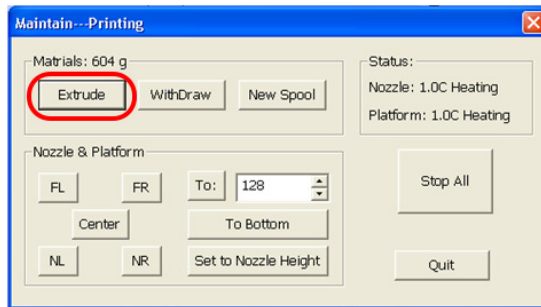 Maintain---Printing
Matrials: 604 g
Extrude
WithDraw
New Spool
Status:
Nozzle: 1.0C Heating
Platform: 1.0C Heating
Nozzle & Platform
FL
FR
To:
128
Center
To Bottom
NL
NR
Set to Nozzle Height
Stop All
Quit